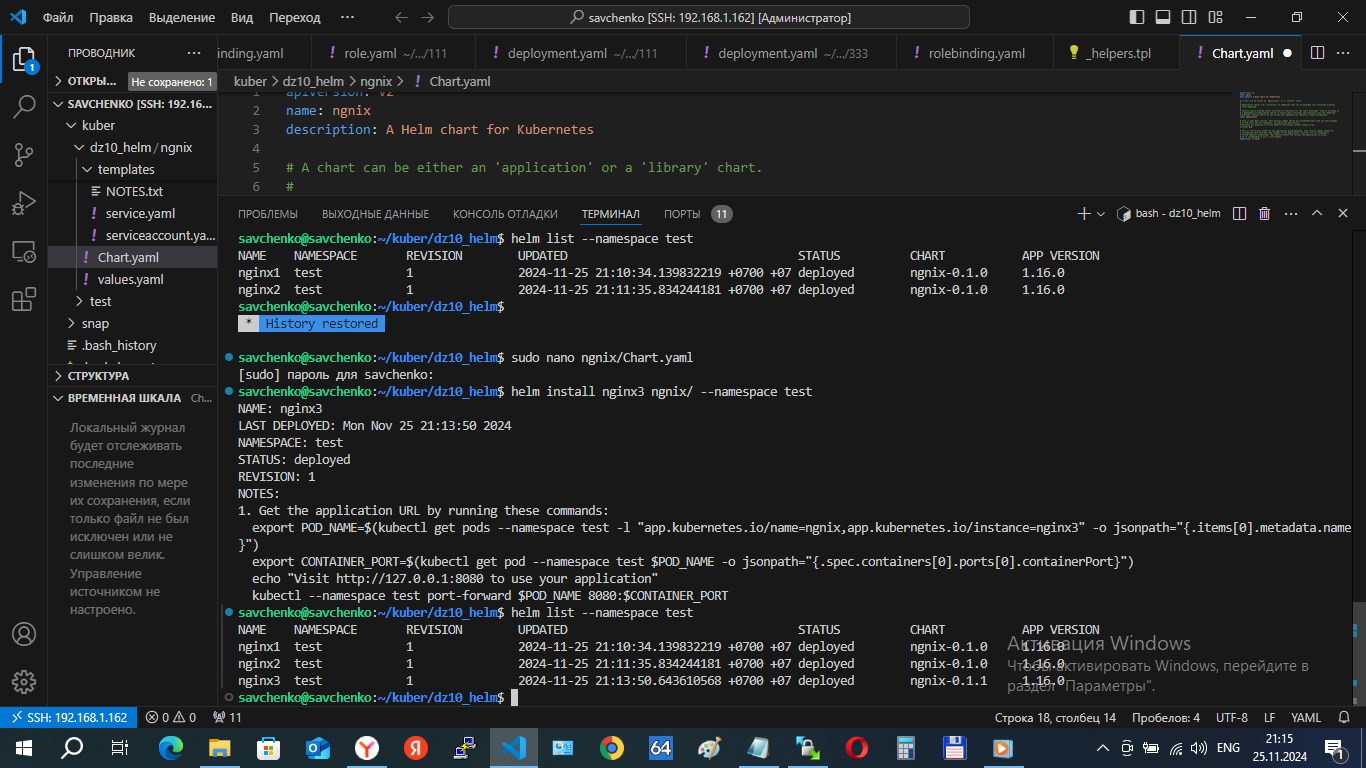 Файл Правка Выделение Вид Переход ··· savchenko [SSH: 192.168.1.162] [Администратор]
ПРОВОДНИК ···
inding.yaml ! role.yaml ~/.../111 ! deployment.yaml ~/.../111 ! deployment.yaml ~/.../333 ! rolebinding.yaml _helpers.tpl ! Chart.yaml ···
ОТКРЫ... Не сохранено: 1
kuber > dz10_helm > ngnix > ! Chart.yaml
SAVCHENKO [SSH: 192.16...
kuber
dz10_helm / ngnix
templates
NOTES.txt
! service.yaml
! serviceaccount.ya...
! Chart.yaml
! values.yaml
test
snap
.bash_history
СТРУКТУРА
ВРЕМЕННАЯ ШКАЛА Ch...
Локальный журнал
будет отслеживать
последние
изменения по мере
их сохранения, если
только файл не был
исключен или не
слишком велик.
Управление
источником не
настроено.
1 apiVersion: v2
2 name: ngnix
3 description: A Helm chart for Kubernetes
4
5 # A chart can be either an 'application' or a 'library' chart.
6 #
ПРОБЛЕМЫ ВЫХОДНЫЕ ДАННЫЕ КОНСОЛЬ ОТЛАДКИ ТЕРМИНАЛ ПОРТЫ 11 bash - dz10_helm ···
savchenko@savchenko:~/kuber/dz10_helm$ helm list --namespace test
NAME NAMESPACE REVISION UPDATED STATUS CHART APP VERSION
nginx1 test 1 2024-11-25 21:10:34.139832219 +0700 +07 deployed ngnix-0.1.0 1.16.0
nginx2 test 1 2024-11-25 21:11:35.834244181 +0700 +07 deployed ngnix-0.1.0 1.16.0
savchenko@savchenko:~/kuber/dz10_helm$
* History restored
savchenko@savchenko:~/kuber/dz10_helm$ sudo nano ngnix/Chart.yaml
[sudo] пароль для savchenko:
savchenko@savchenko:~/kuber/dz10_helm$ helm install nginx3 ngnix/ --namespace test
NAME: nginx3
LAST DEPLOYED: Mon Nov 25 21:13:50 2024
NAMESPACE: test
STATUS: deployed
REVISION: 1
NOTES:
1. Get the application URL by running these commands:
export POD_NAME=$(kubectl get pods --namespace test -l "app.kubernetes.io/name=ngnix,app.kubernetes.io/instance=nginx3" -o jsonpath="{.items[0].metadata.name
}")
export CONTAINER_PORT=$(kubectl get pod --namespace test $POD_NAME -o jsonpath="{.spec.containers[0].ports[0].containerPort}")
echo "Visit http://127.0.0.1:8080 to use your application"
kubectl --namespace test port-forward $POD_NAME 8080:$CONTAINER_PORT
savchenko@savchenko:~/kuber/dz10_helm$ helm list --namespace test
NAME NAMESPACE REVISION UPDATED STATUS CHART APP VERSION
nginx1 test 1 2024-11-25 21:10:34.139832219 +0700 +07 deployed ngnix-0.1.0 1.16.0
nginx2 test 1 2024-11-25 21:11:35.834244181 +0700 +07 deployed ngnix-0.1.0 1.16.0
nginx3 test 1 2024-11-25 21:13:50.643610568 +0700 +07 deployed ngnix-0.1.1 1.16.0
savchenko@savchenko:~/kuber/dz10_helm$
Активация Windows
Чтобы активировать Windows, перейдите в
раздел "Параметры".
SSH: 192.168.1.162 0 0 11 Строка 18, столбец 14 Пробелов: 4 UTF-8 LF YAML
64 ENG 21:15
25.11.2024 1